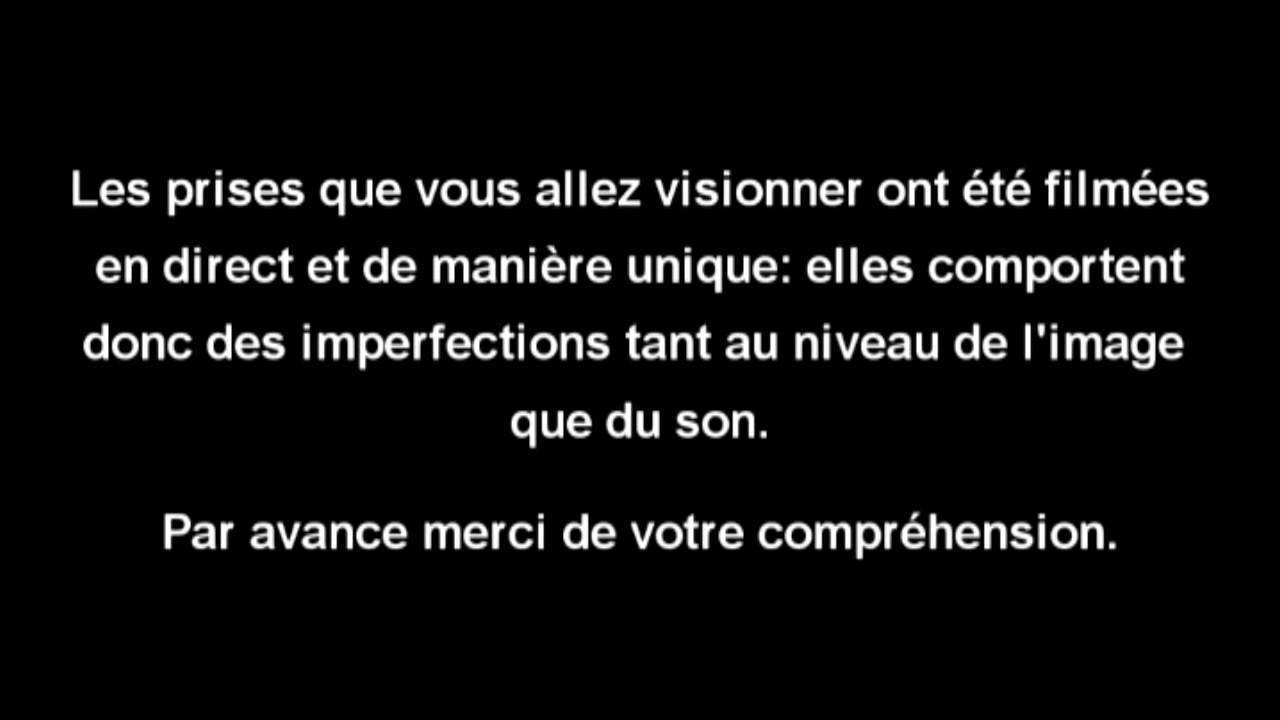 Les prises que vous allez visionner ont été filmées
en direct et de manière unique: elles comportent
donc des imperfections tant au niveau de l'image
que du son.
Par avance merci de votre compréhension.